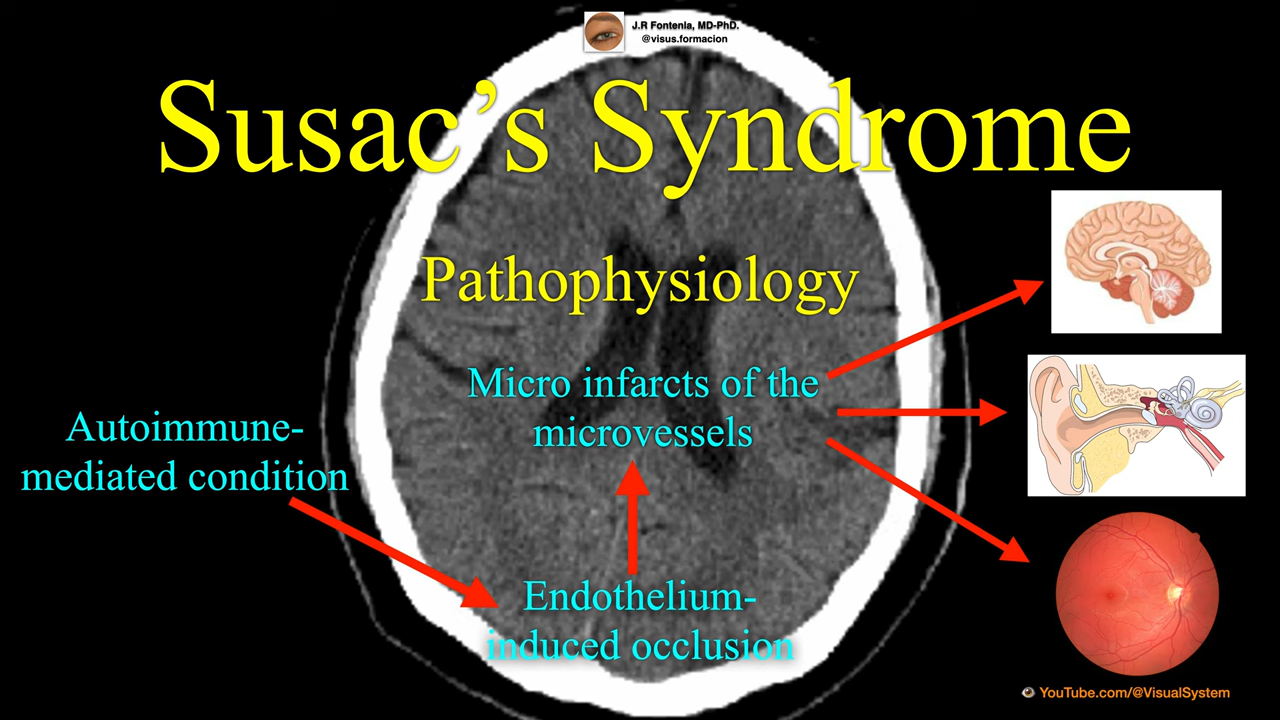 J.R Fontenla, MD-PhD.
@visus.formacion
Susac’s Syndrome
Pathophysiology
Micro infarcts of the
microvessels
Autoimmune-
mediated condition
Endothelium-
induced occlusion
YouTube.com/@VisualSystem